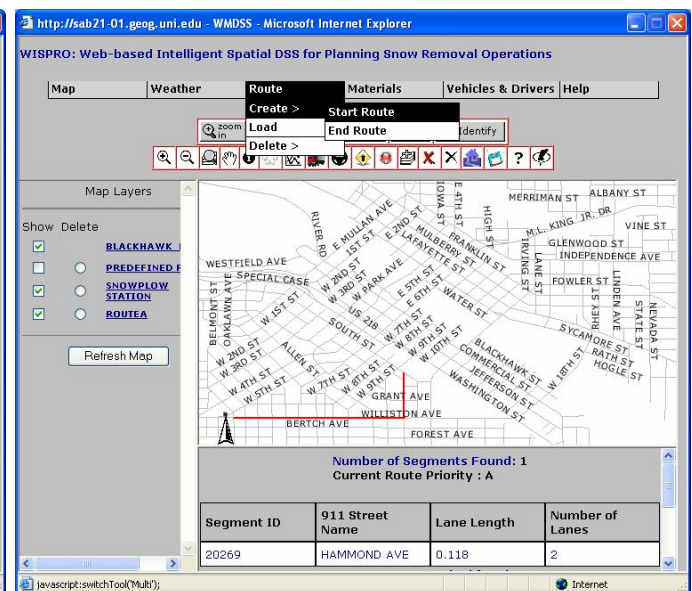 http://sab21-01.geog.uni.edu - WMDSS - Microsoft Internet Explorer
WISPRO: Web-based Intelligent Spatial DSS for Planning Snow Removal Operations
Map Weather Route Materials Vehicles & Drivers Help
Create > Start Route
zoom in Load End Route Identify
Delete >
Map Layers
Show Delete
BLACKHAWK
PREDEFINED
SNOWPLOW STATION
ROUTEA
Refresh Map
MERRIMAN ST ALBANY ST
IOWA ST E 4TH ST HIGH ST
M.L. KING JR. DR VINE ST
RIVER RD E MULLAN AVE 1ST ST E 2ND ST MULBERRY ST LAFAYETTE ST FRANKLIN ST IRVING ST LANE ST
GLENWOOD ST
INDEPENDENCE AVE
WESTFIELD AVE
SPECIAL CASE
W 2ND ST W 3RD ST W PARK AVE E 5TH ST E 6TH ST WATER ST
FOWLER ST RHEY ST LINDEN AVE STATE ST NEVADA ST
BELMONT ST OAKLAWN AVE W 1ST ST US 218
SOUTH ST W 7TH ST W 8TH ST W 9TH ST W 10TH ST
SYCAMORE ST
RATH ST
HOGLE ST
W 2ND ST
W 3RD ST
W 4TH ST
W 5TH ST
ALLEN ST
W 7TH ST W 8TH ST W 9TH ST
BLACKHAWK ST
COMMERCIAL ST
JEFFERSON ST
WASHINGTON ST
W 18TH ST
GRANT AVE
WILLISTON AVE
BERTCH AVE
FOREST AVE
Number of Segments Found: 1
Current Route Priority : A
Segment ID 911 Street Name Lane Length Number of Lanes
20269 HAMMOND AVE 0.118 2
javascript:switchTool('Multi'); Internet